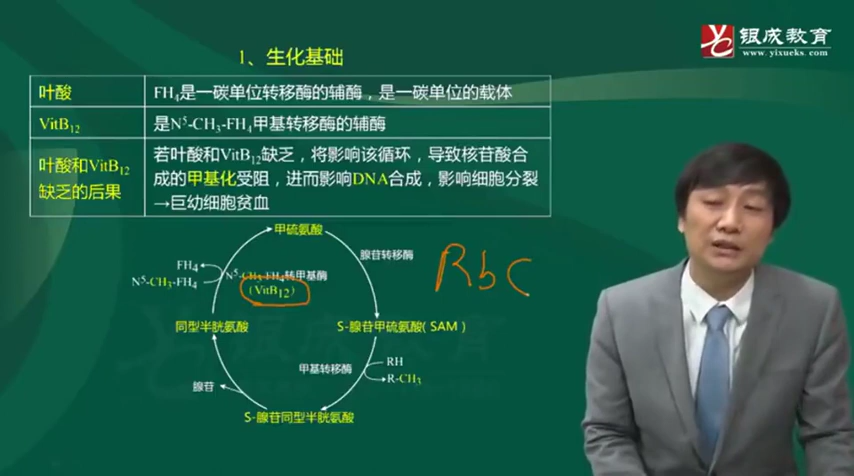 银成教育
www.yixueks.com
1、生化基础
叶酸 FH₄是一碳单位转移酶的辅酶，是一碳单位的载体
VitB₁₂ 是N⁵-CH₃-FH₄甲基转移酶的辅酶
叶酸和VitB₁₂缺乏的后果 若叶酸和VitB₁₂缺乏，将影响该循环，导致核苷酸合
成的甲基化受阻，进而影响DNA合成，影响细胞分裂
→巨幼细胞贫血
甲硫氨酸
腺苷转移酶
FH₄
N⁵-CH₃-FH₄
N⁵-CH₃-FH₄转甲基酶
（VitB₁₂）
Rbc
同型半胱氨酸
S-腺苷甲硫氨酸（SAM）
甲基转移酶
RH
R-CH₃
腺苷
S-腺苷同型半胱氨酸
银成教育